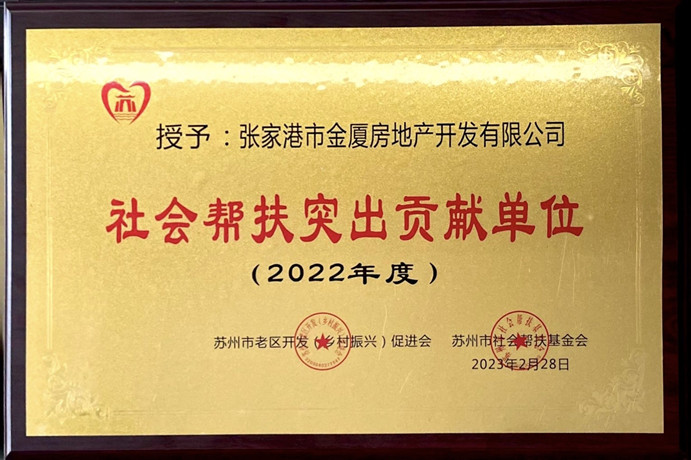 授予：张家港市金厦房地产开发有限公司
社会帮扶突出贡献单位
（2022年度）
苏州市老区开发（乡村振兴）促进会 苏州市社会帮扶基金会
2023年2月28日